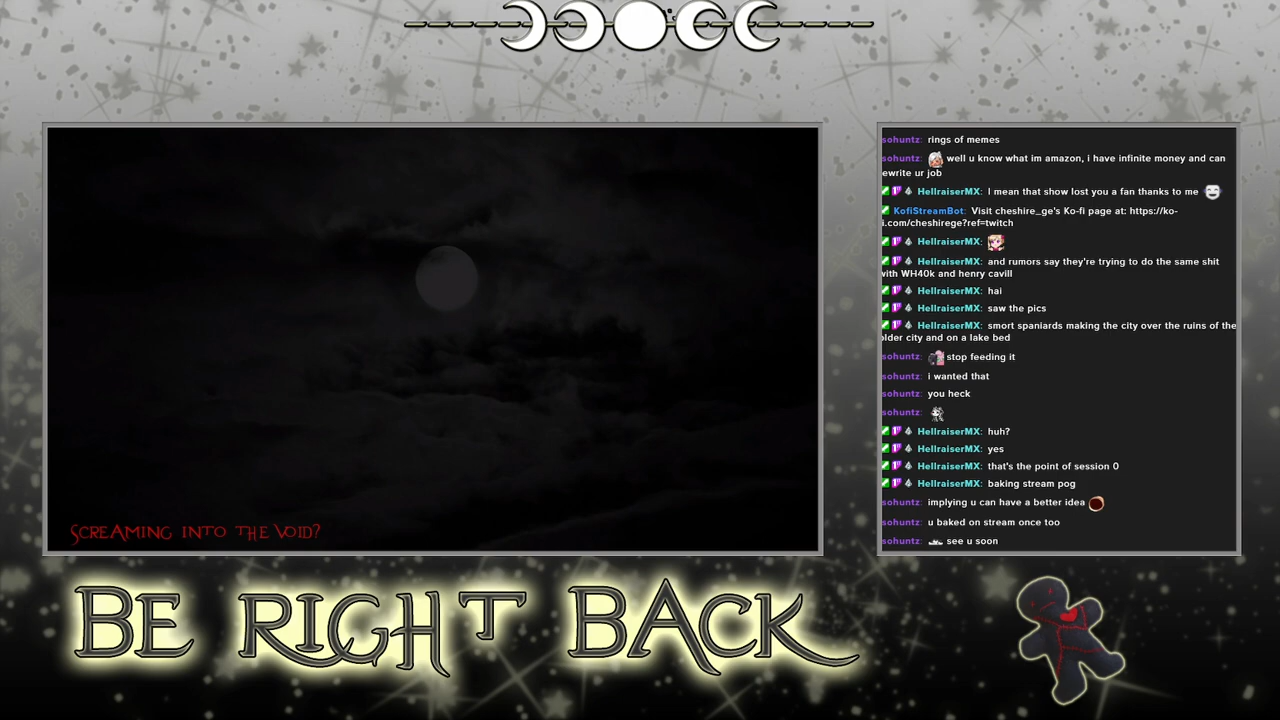 sohuntz: rings of memes
sohuntz: well u know what im amazon, i have infinite money and can
ewrite ur job
HellraiserMX: I mean that show lost you a fan thanks to me
KofiStreamBot: Visit cheshire_ge's Ko-fi page at: https://ko-
i.com/cheshirege?ref=twitch
HellraiserMX:
HellraiserMX: and rumors say they're trying to do the same shit
with WH40k and henry cavill
HellraiserMX: hai
HellraiserMX: saw the pics
HellraiserMX: smort spaniards making the city over the ruins of the
older city and on a lake bed
sohuntz: stop feeding it
sohuntz: i wanted that
sohuntz: you heck
sohuntz:
HellraiserMX: huh?
HellraiserMX: yes
HellraiserMX: that's the point of session 0
HellraiserMX: baking stream pog
sohuntz: implying u can have a better idea
sohuntz: u baked on stream once too
sohuntz: see u soon
SCREAMING INTO THE VOID?
BE RIGHT BACK